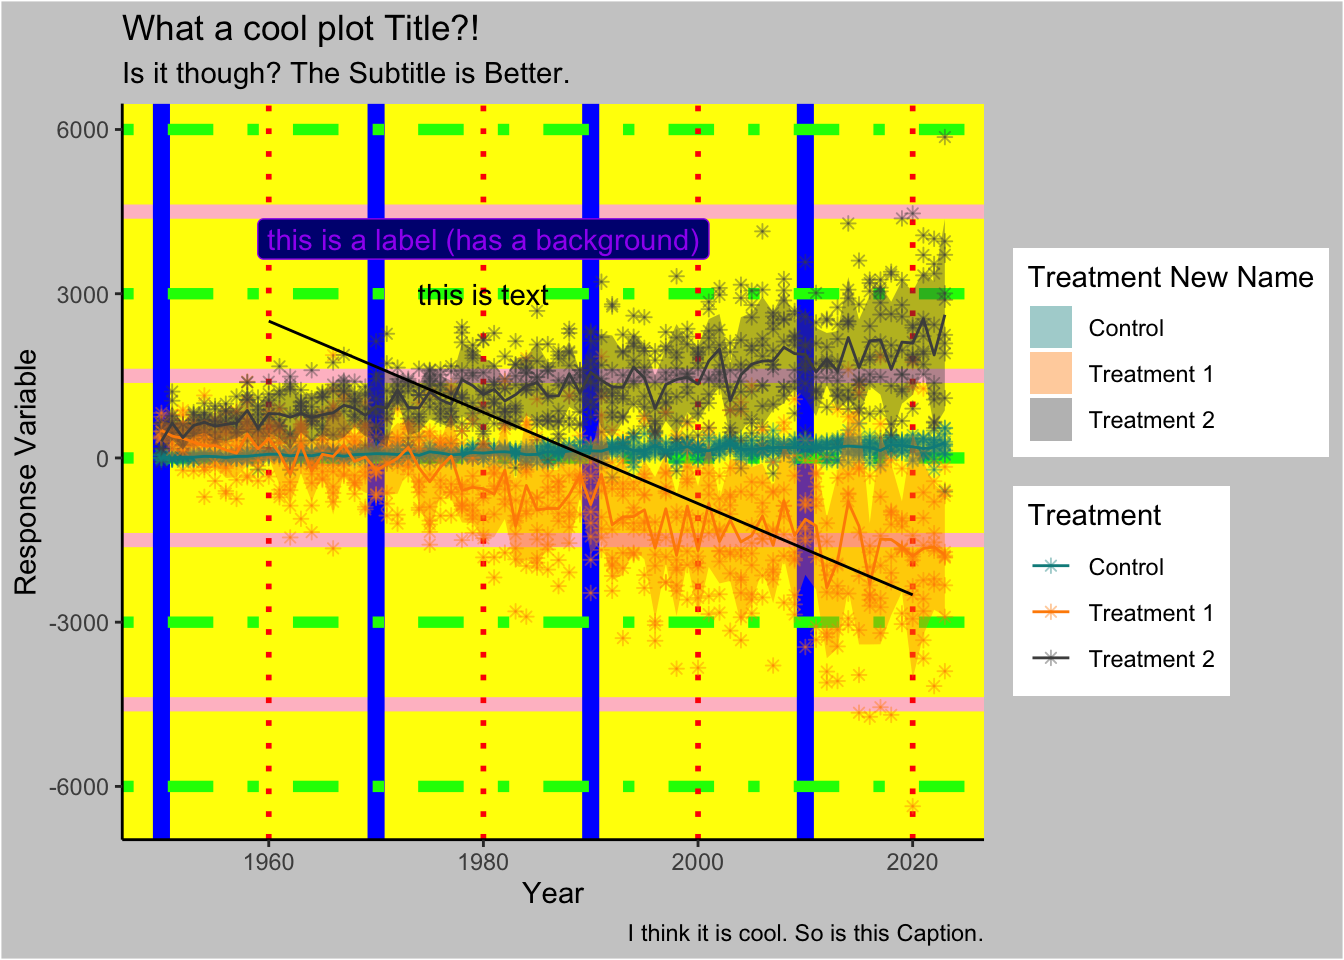 What a cool plot Title?!
Is it though? The Subtitle is Better.
6000
3000
0
-3000
-6000
Response Variable
this is a label (has a background)
this is text
1960
1980
2000
2020
Year
I think it is cool. So is this Caption.
Treatment New Name
Control
Treatment 1
Treatment 2
Treatment
Control
Treatment 1
Treatment 2